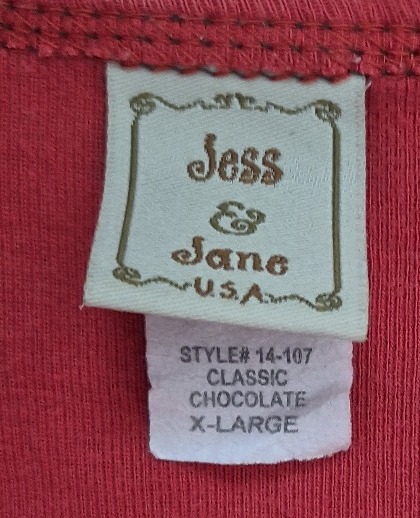 Jess
&
Jane
U.S.A.
STYLE# 14-107
CLASSIC
CHOCOLATE
X-LARGE